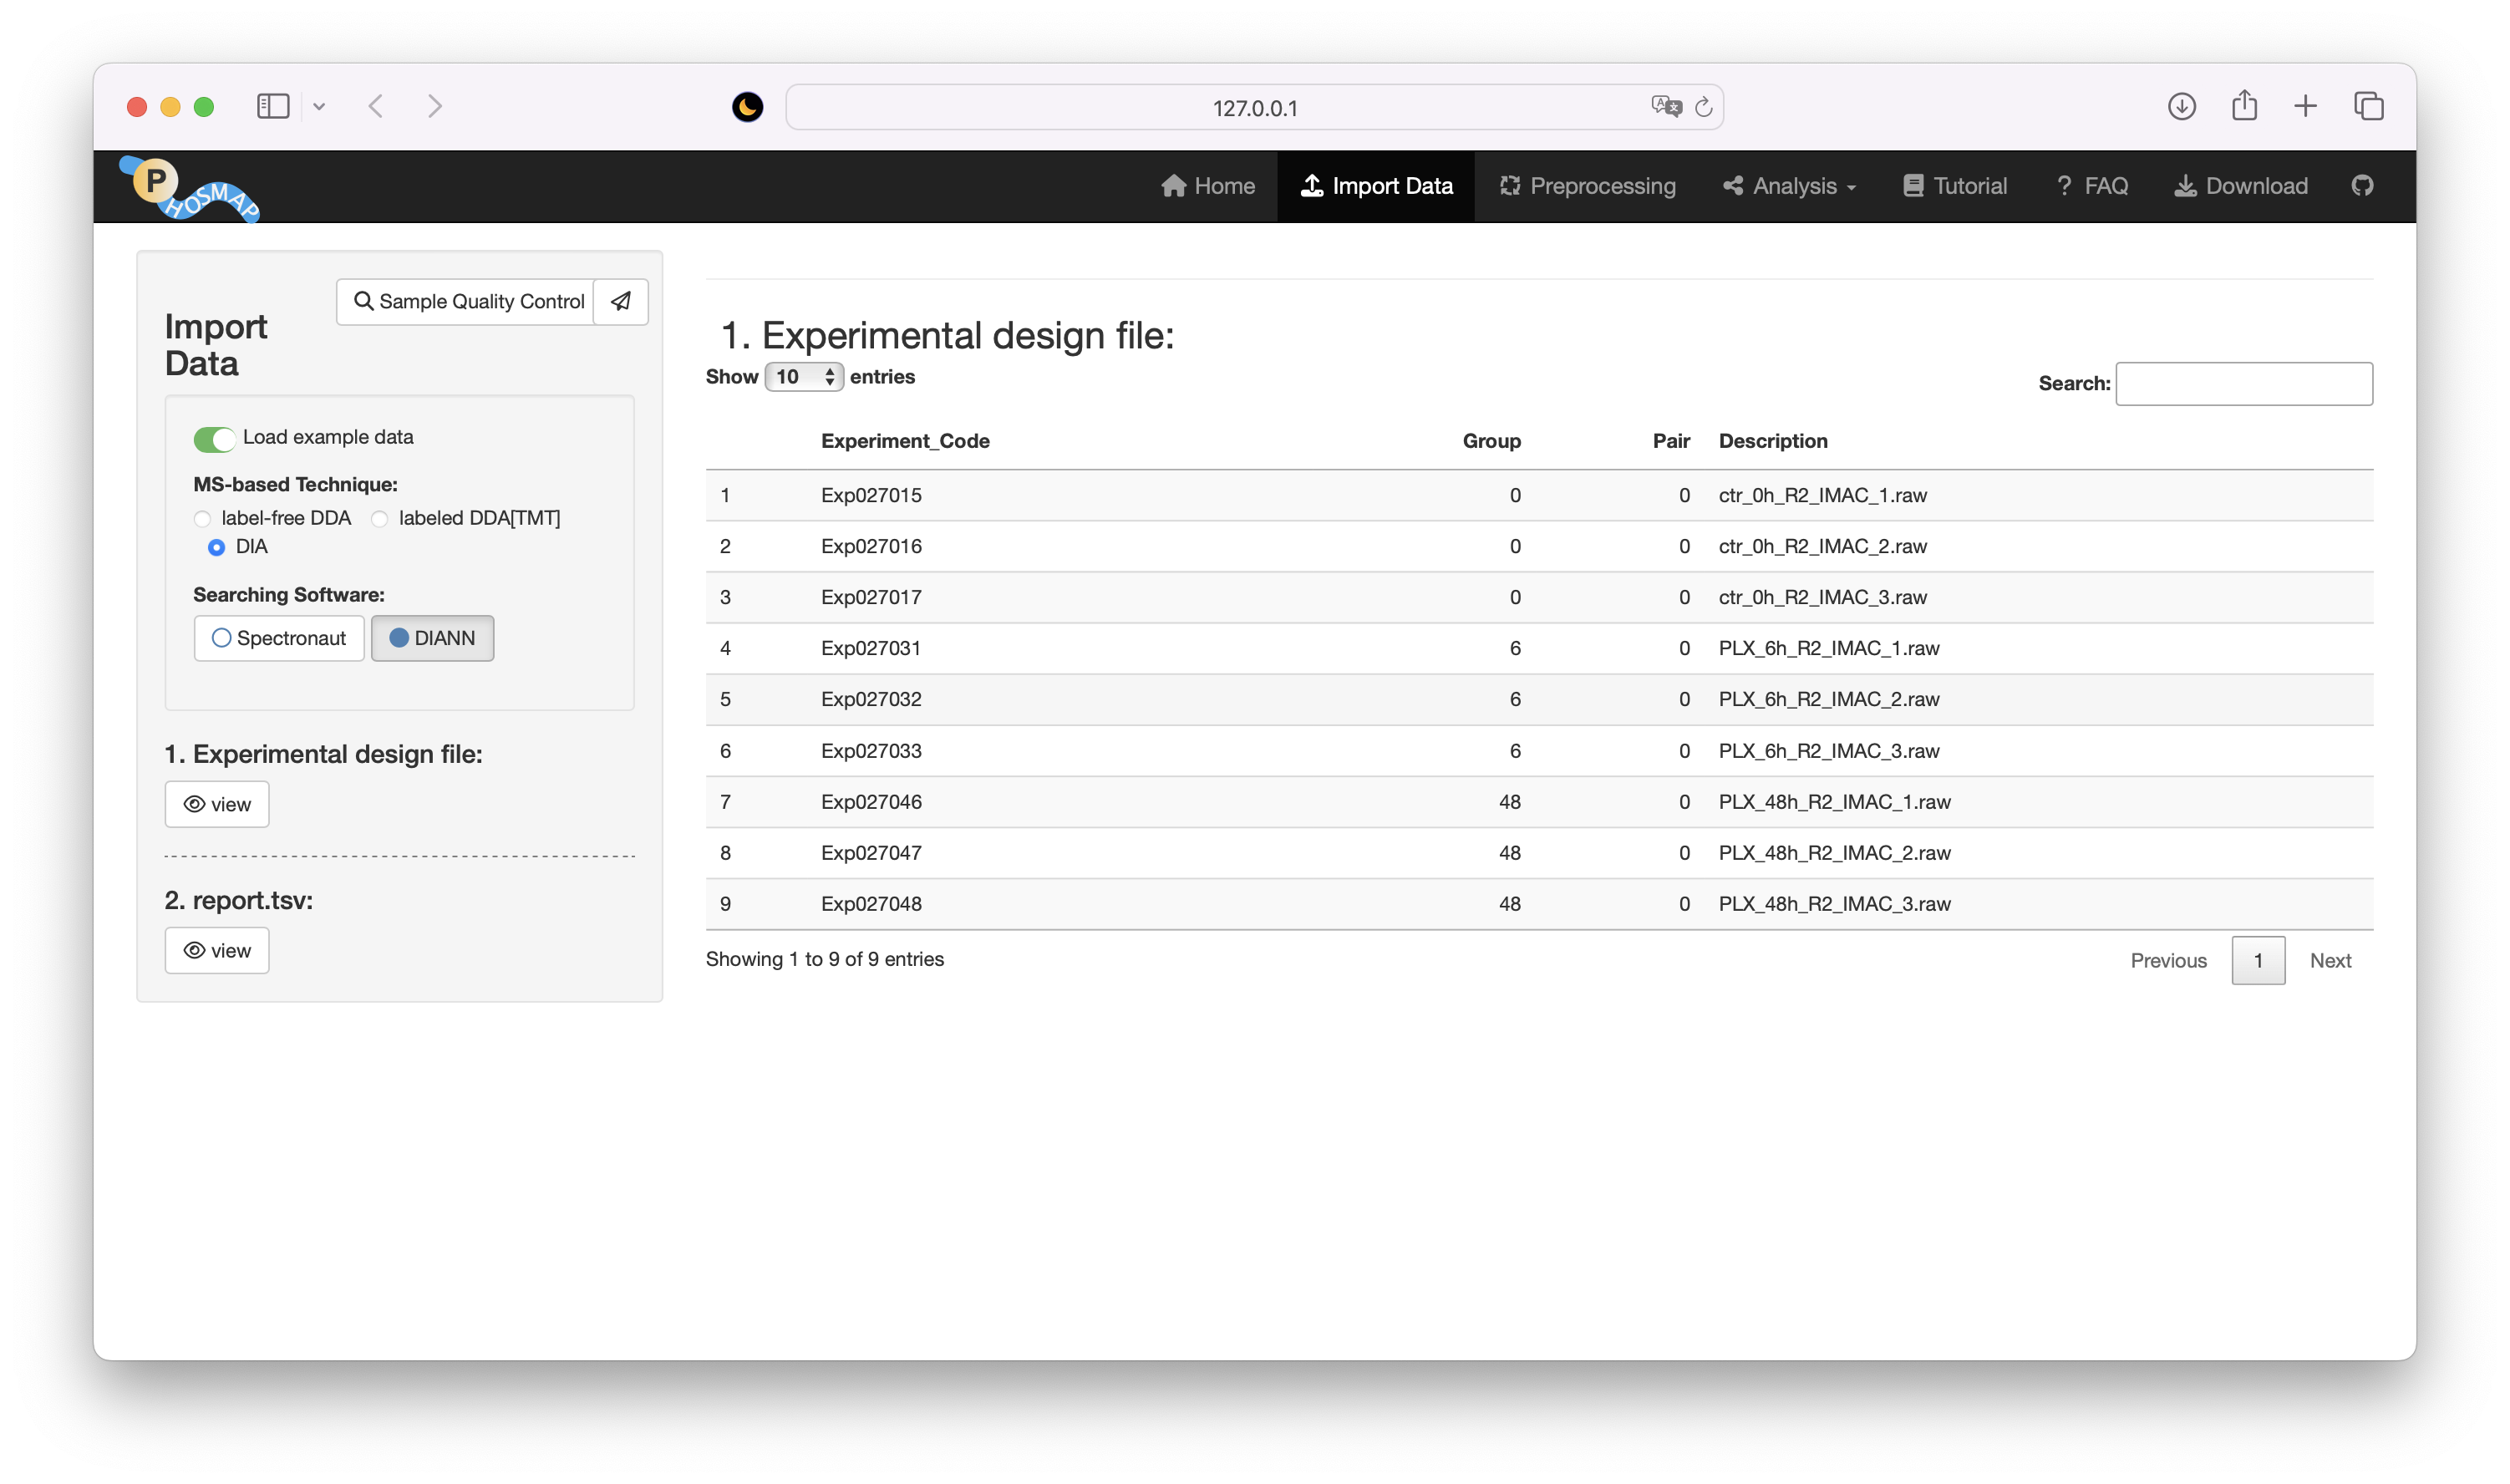 127.0.0.1
PHOSMAP
Home Import Data Preprocessing Analysis Tutorial ? FAQ Download
Sample Quality Control
Import
Data
Load example data
MS-based Technique:
label-free DDA labeled DDA[TMT]
DIA
Searching Software:
Spectronaut DIANN
1. Experimental design file:
view
2. report.tsv:
view
1. Experimental design file:
Show 10 entries
Search:
Experiment_Code Group Pair Description
1 Exp027015 0 0 ctr_0h_R2_IMAC_1.raw
2 Exp027016 0 0 ctr_0h_R2_IMAC_2.raw
3 Exp027017 0 0 ctr_0h_R2_IMAC_3.raw
4 Exp027031 6 0 PLX_6h_R2_IMAC_1.raw
5 Exp027032 6 0 PLX_6h_R2_IMAC_2.raw
6 Exp027033 6 0 PLX_6h_R2_IMAC_3.raw
7 Exp027046 48 0 PLX_48h_R2_IMAC_1.raw
8 Exp027047 48 0 PLX_48h_R2_IMAC_2.raw
9 Exp027048 48 0 PLX_48h_R2_IMAC_3.raw
Showing 1 to 9 of 9 entries
Previous 1 Next